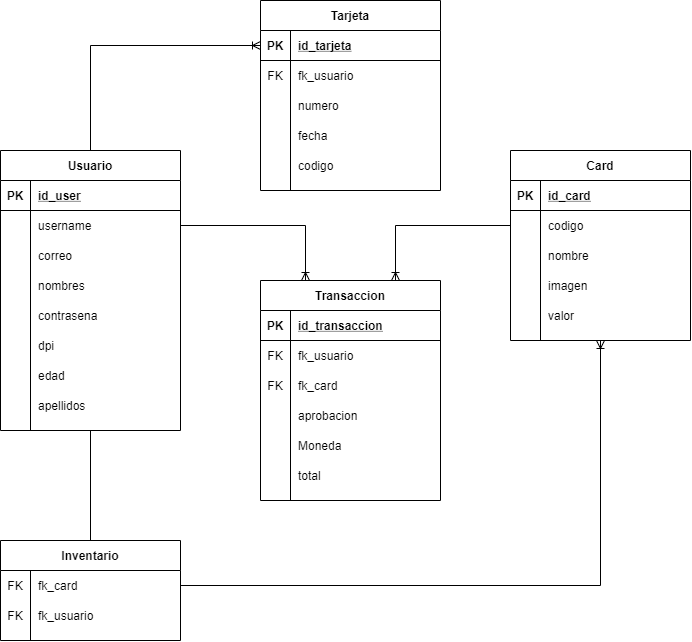 Tarjeta
PK id_tarjeta
FK fk_usuario
numero
fecha
codigo
Usuario
PK id_user
username
correo
nombres
contrasena
dpi
edad
apellidos
Card
PK id_card
codigo
nombre
imagen
valor
Transaccion
PK id_transaccion
FK fk_usuario
FK fk_card
aprobacion
Moneda
total
Inventario
FK fk_card
FK fk_usuario